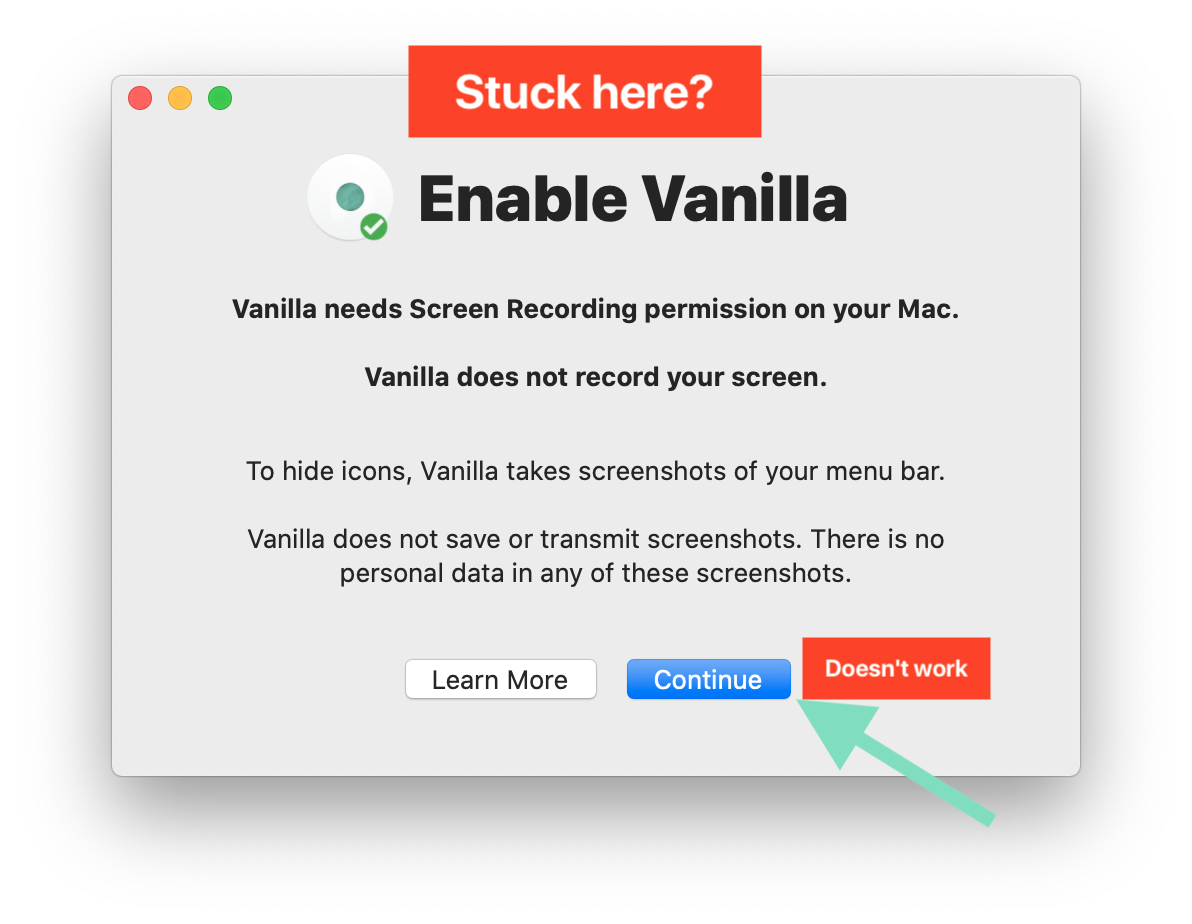 Stuck here?
Enable Vanilla
Vanilla needs Screen Recording permission on your Mac.
Vanilla does not record your screen.
To hide icons, Vanilla takes screenshots of your menu bar.
Vanilla does not save or transmit screenshots. There is no
personal data in any of these screenshots.
Learn More
Continue
Doesn't work